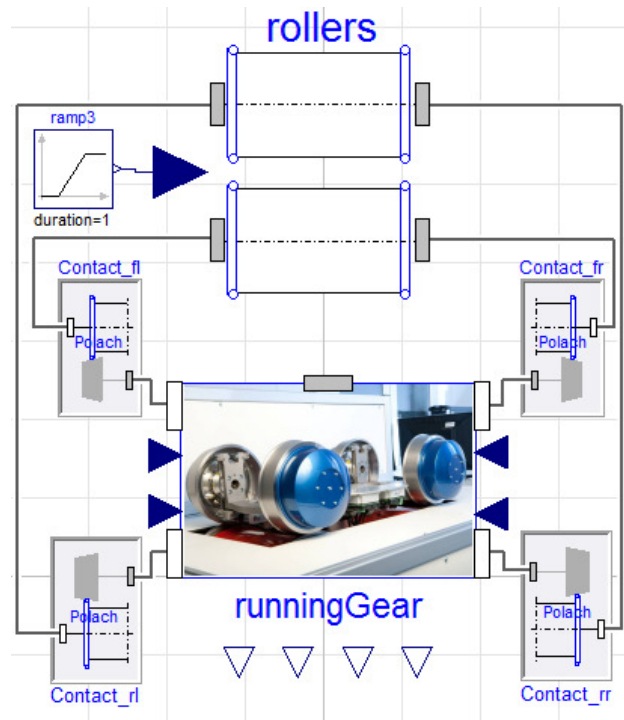 rollers
ramp3
duration=1
Contact_fl
Contact_fr
Polach
Polach
runningGear
Polach
Polach
Contact_rl
Contact_rr